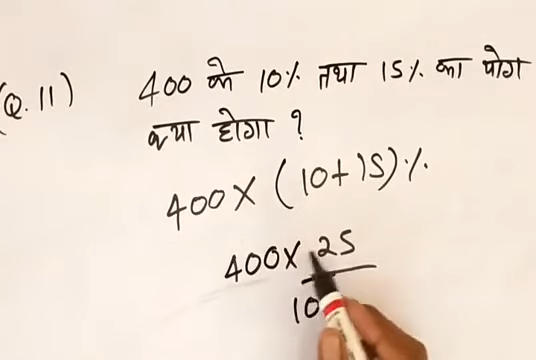 (Q. 11) 400 के 10% तथा 15% का योग
क्या होगा ?
400 X (10+15)%
400 X 25
10